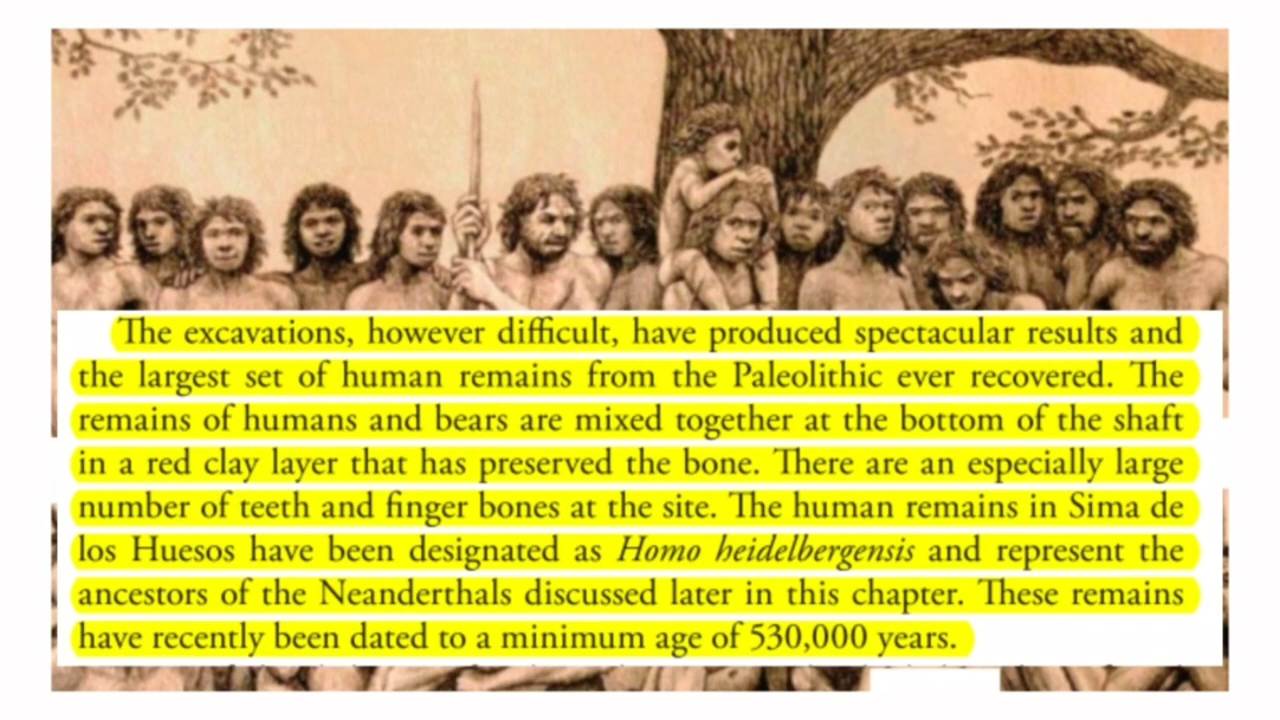 The excavations, however difficult, have produced spectacular results and
the largest set of human remains from the Paleolithic ever recovered. The
remains of humans and bears are mixed together at the bottom of the shaft
in a red clay layer that has preserved the bone. There are an especially large
number of teeth and finger bones at the site. The human remains in Sima de
los Huesos have been designated as Homo heidelbergensis and represent the
ancestors of the Neanderthals discussed later in this chapter. These remains
have recently been dated to a minimum age of 530,000 years.